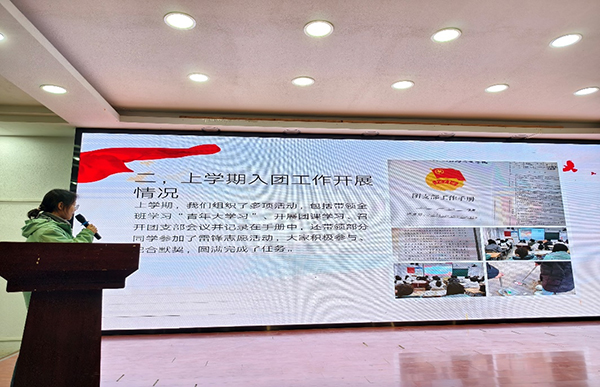 二，上学期入团工作开展
情况
上学期，我们组织了多项活动，包括带领全
班学习“青年大学习”、开展团课学习，召
开团支部会议并记录在手册中，还带领部分
同学参加了雷锋志愿活动，大家积极参与，
合默契，圆满完成了任务。
团支部工作手册